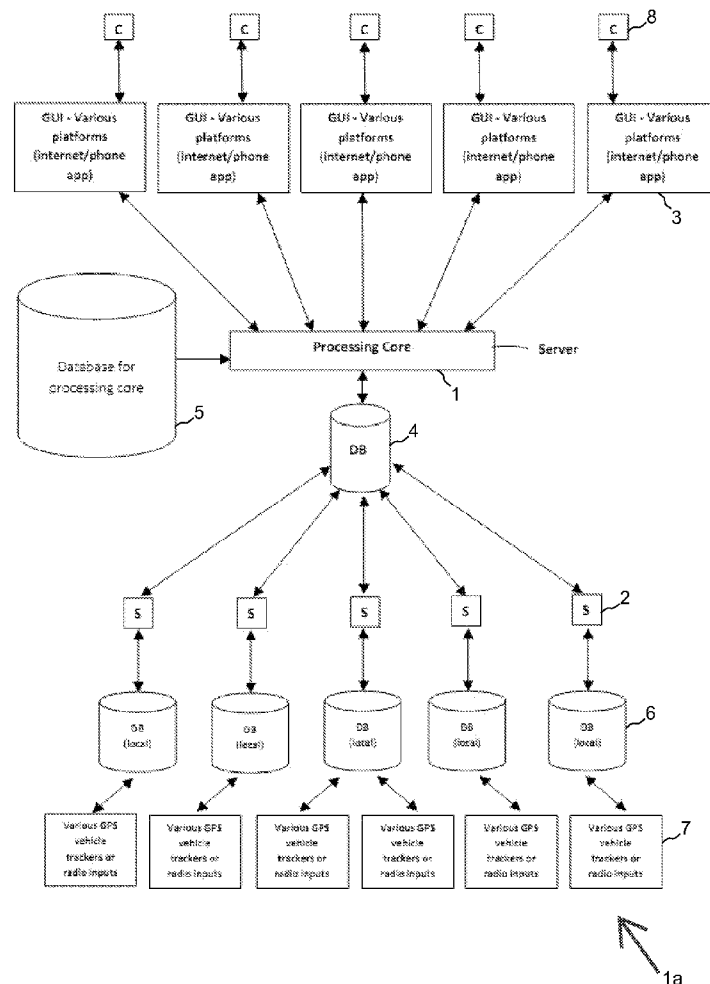 C C C C C 8
GUI - Various
platforms
(internet/phone
app)
GUI - Various
platforms
(internet/phone
app)
GUI - Various
platforms
(internet/phone
app)
GUI - Various
platforms
(internet/phone
app)
GUI - Various
platforms
(internet/phone
app)
3
Database for
processing core
5
Processing Core
Server
1
DB
4
S S S S S 2
DB
(local)
DB
(local)
DB
(local)
DB
(local)
DB
(local)
6
Various GPS
vehicle
trackers or
radio inputs
Various GPS
vehicle
trackers or
radio inputs
Various GPS
vehicle
trackers or
radio inputs
Various GPS
vehicle
trackers or
radio inputs
Various GPS
vehicle
trackers or
radio inputs
Various GPS
vehicle
trackers or
radio inputs
7
1a